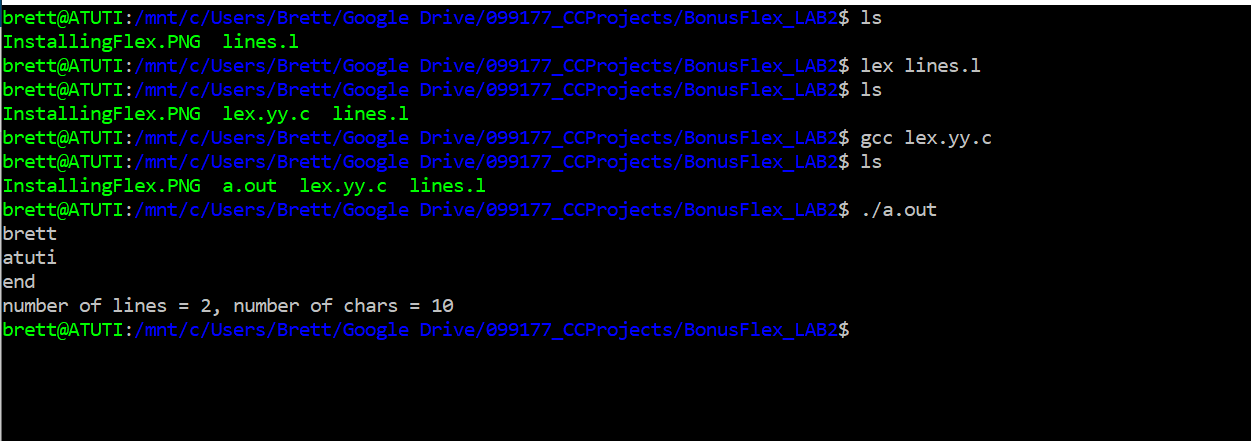 brett@ATUTI:/mnt/c/Users/Brett/Google Drive/099177_CCProjects/BonusFlex_LAB2$ ls
InstallingFlex.PNG  lines.l
brett@ATUTI:/mnt/c/Users/Brett/Google Drive/099177_CCProjects/BonusFlex_LAB2$ lex lines.l
brett@ATUTI:/mnt/c/Users/Brett/Google Drive/099177_CCProjects/BonusFlex_LAB2$ ls
InstallingFlex.PNG  lex.yy.c  lines.l
brett@ATUTI:/mnt/c/Users/Brett/Google Drive/099177_CCProjects/BonusFlex_LAB2$ gcc lex.yy.c
brett@ATUTI:/mnt/c/Users/Brett/Google Drive/099177_CCProjects/BonusFlex_LAB2$ ls
InstallingFlex.PNG  a.out  lex.yy.c  lines.l
brett@ATUTI:/mnt/c/Users/Brett/Google Drive/099177_CCProjects/BonusFlex_LAB2$ ./a.out
brett
atuti
end
number of lines = 2, number of chars = 10
brett@ATUTI:/mnt/c/Users/Brett/Google Drive/099177_CCProjects/BonusFlex_LAB2$